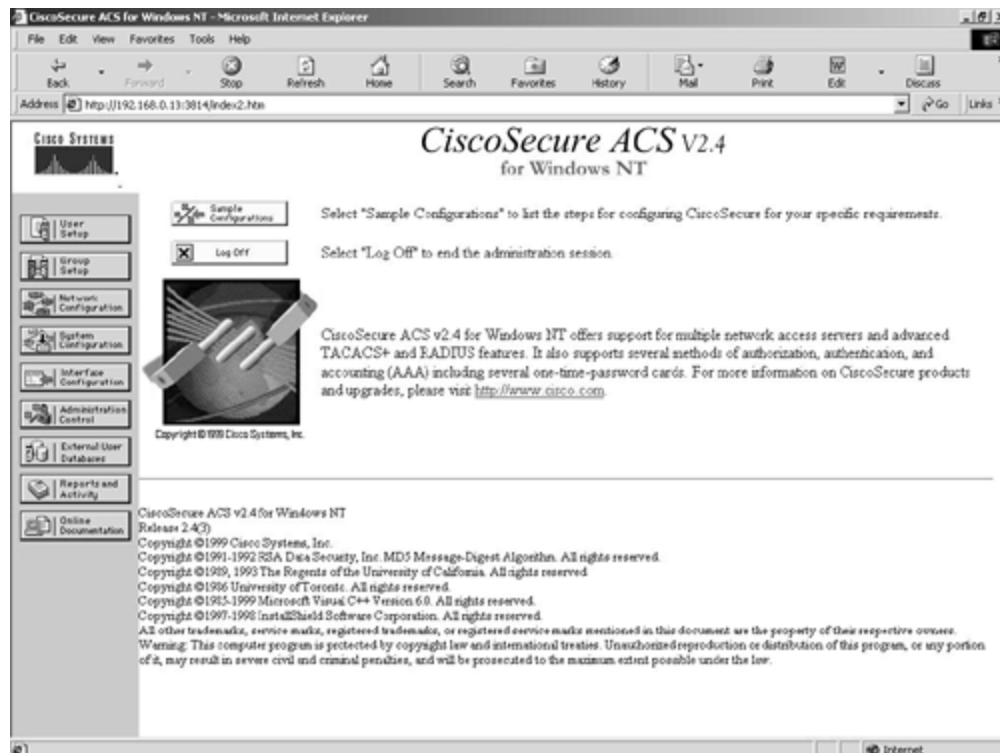 CiscoSecure ACS for Windows NT - Microsoft Internet Explorer
File Edit View Favorites Tools Help
Back Forward Stop Refresh Home Search Favorites History Mail Print Edit Discuss
Address http://192.168.0.13:3814/index2.htm Go Links
CISCO SYSTEMS
CiscoSecure ACS V2.4
for Windows NT
Sample Configurations
Select "Sample Configurations" to list the steps for configuring CiscoSecure for your specific requirements.
Log Off
Select "Log Off" to end the administration session.
User Setup
Group Setup
Network Configuration
System Configuration
Interface Configuration
Administration Control
External User Databases
Reports and Activity
Online Documentation
CiscoSecure ACS v2.4 for Windows NT offers support for multiple network access servers and advanced
TACACS+ and RADIUS features. It also supports several methods of authorization, authentication, and
accounting (AAA) including several one-time-password cards. For more information on CiscoSecure products
and upgrades, please visit http://www.cisco.com.
Copyright ©1999 Cisco Systems, Inc.
CiscoSecure ACS v2.4 for Windows NT
Release 2.4(3)
Copyright ©1999 Cisco Systems, Inc.
Copyright ©1991-1992 RSA Data Security, Inc. MD5 Message-Digest Algorithm. All rights reserved.
Copyright ©1989, 1993 The Regents of the University of California. All rights reserved
Copyright ©1986 University of Toronto. All rights reserved.
Copyright ©1985-1999 Microsoft Visual C++ Version 6.0. All rights reserved.
Copyright ©1997-1998 InstallShield Software Corporation. All rights reserved.
All other trademarks, service marks, registered trademarks, or registered service marks mentioned in this document are the property of their respective owners.
Warning: This computer program is protected by copyright law and international treaties. Unauthorized reproduction or distribution of this program, or any portion
of it, may result in severe civil and criminal penalties, and will be prosecuted to the maximum extent possible under the law.
Internet